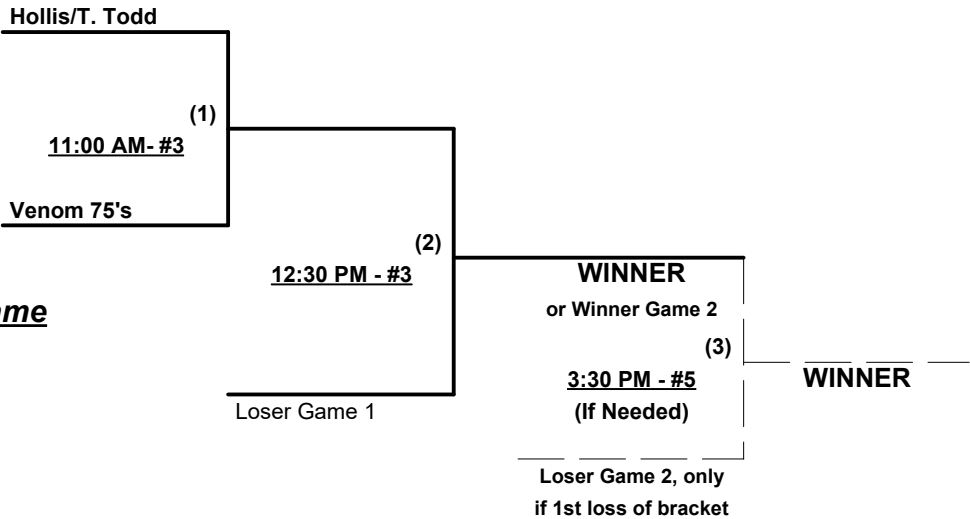 Hollis/T. Todd
(1)
11:00 AM- #3
Venom 75's
(2)
12:30 PM - #3
WINNER
or Winner Game 2
(3)
3:30 PM - #5
WINNER
(If Needed)
Loser Game 1
Loser Game 2, only
if 1st loss of bracket